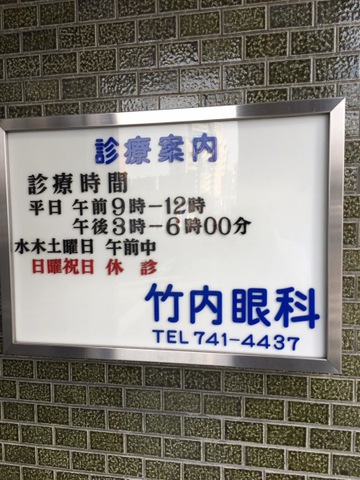 診療案内
診療時間
平日 午前9時-12時
午後3時-6時00分
水木土曜日 午前中
日曜祝日 休診
竹内眼科
TEL 741-4437